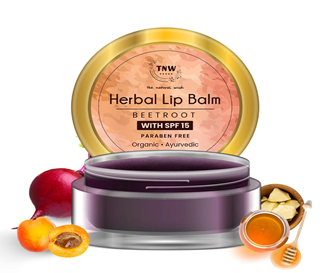 TNW
the natural wash
Herbal Lip Balm
BEETROOT
WITH SPF 15
PARABEN FREE
Organic • Ayurvedic